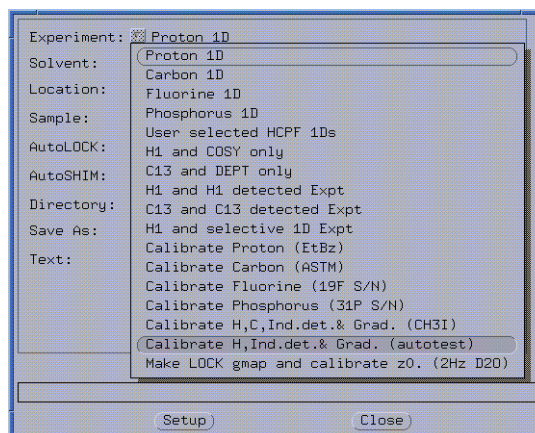 Experiment: Proton 1D
Proton 1D
Solvent:
Carbon 1D
Location:
Fluorine 1D
Sample:
Phosphorus 1D
User selected HCPF 1Ds
AutoLOCK:
H1 and COSY only
C13 and DEPT only
AutoSHIM:
H1 and H1 detected Expt
Directory:
C13 and C13 detected Expt
Save As:
H1 and selective 1D Expt
Calibrate Proton (EtBz)
Text:
Calibrate Carbon (ASTM)
Calibrate Fluorine (19F S/N)
Calibrate Phosphorus (31P S/N)
Calibrate H,C,Ind.det.& Grad. (CH3I)
Calibrate H,Ind.det.& Grad. (autotest)
Make LOCK gmap and calibrate z0. (2Hz D2O)
Setup
Close